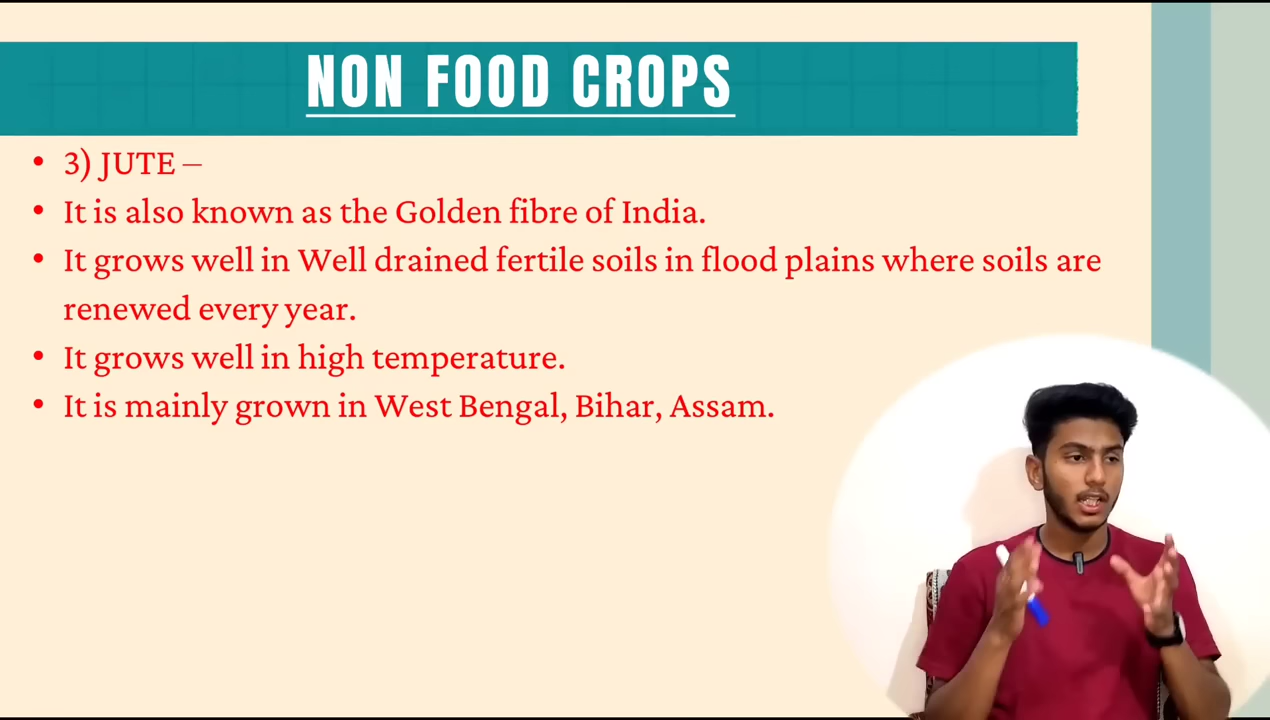 NON FOOD CROPS
• 3) JUTE –
• It is also known as the Golden fibre of India.
• It grows well in Well drained fertile soils in flood plains where soils are
renewed every year.
• It grows well in high temperature.
• It is mainly grown in West Bengal, Bihar, Assam.